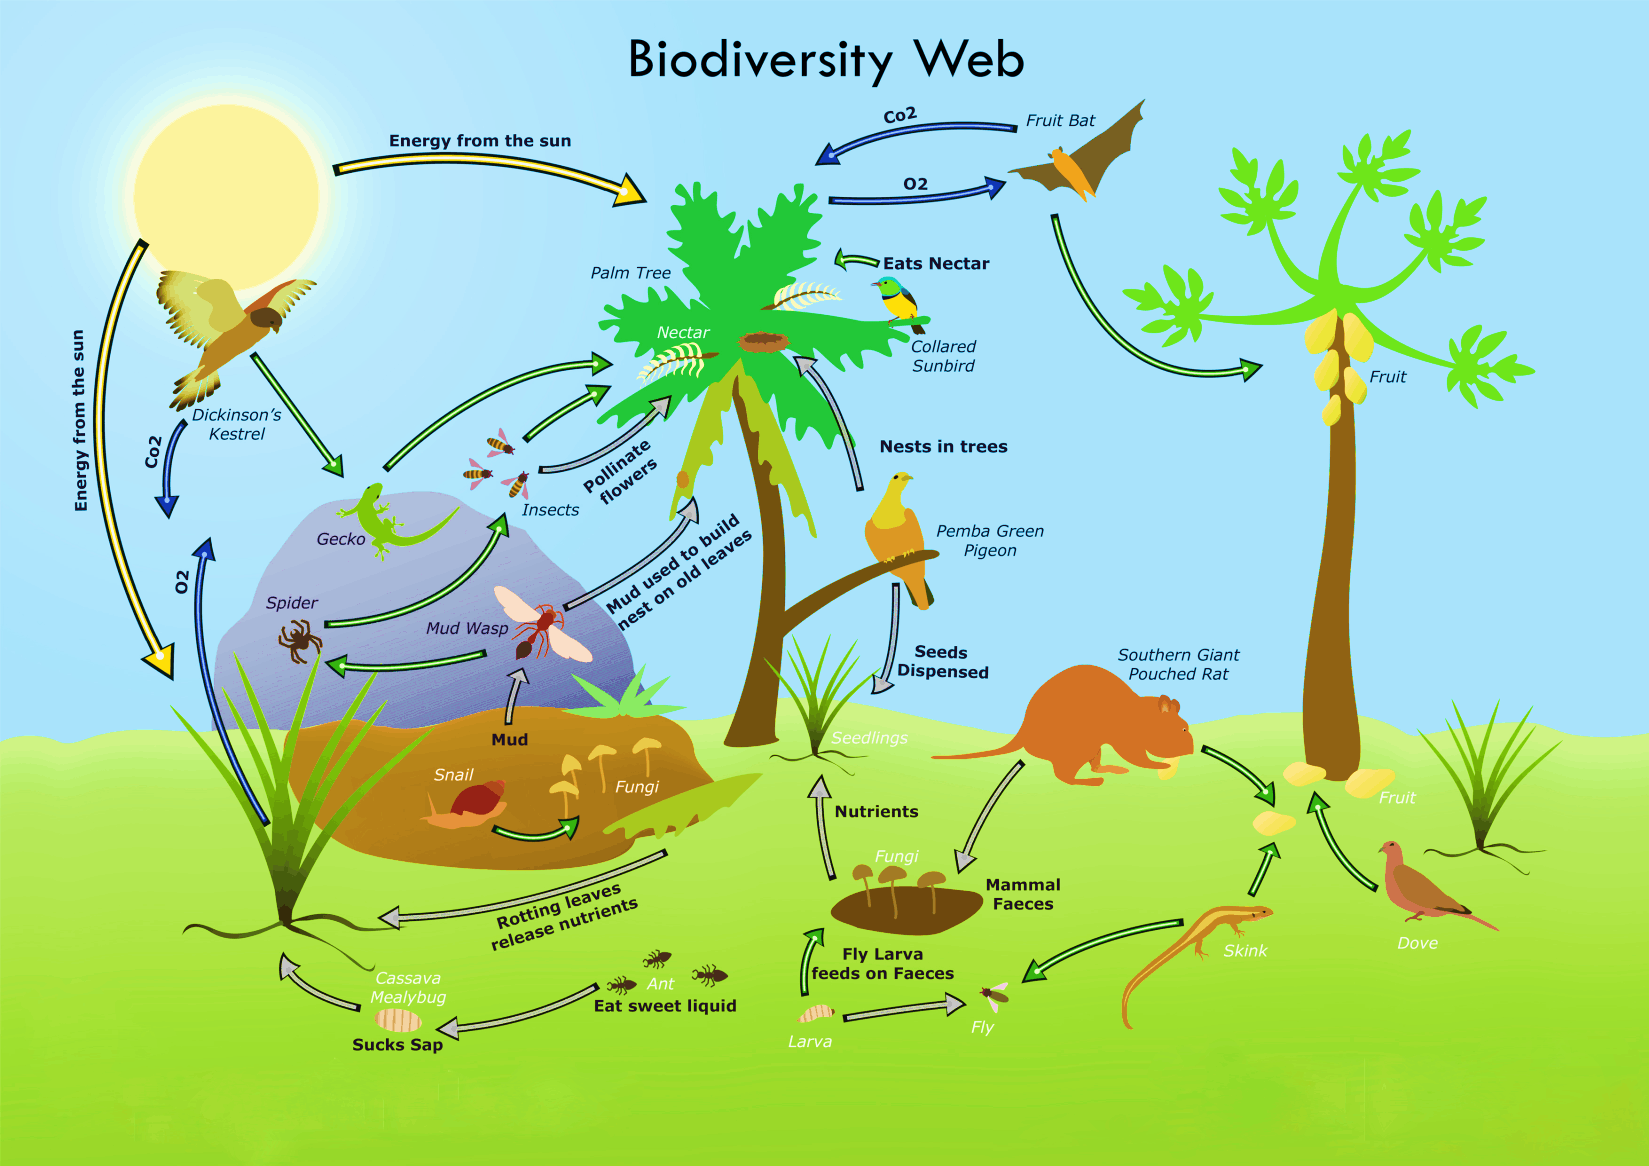 Biodiversity Web
Energy from the sun
Co2
Fruit Bat
O2
Palm Tree
Eats Nectar
Nectar
Collared
Sunbird
Fruit
Energy from the sun
Dickinson's
Kestrel
Co2
Pollinate
flowers
Nests in trees
Insects
Gecko
Pemba Green
Pigeon
Mud used to build
nest on old leaves
O2
Spider
Mud Wasp
Seeds
Dispensed
Southern Giant
Pouched Rat
Mud
Seedlings
Snail
Fungi
Fruit
Nutrients
Fungi
Mammal
Faeces
Rotting leaves
release nutrients
Fly Larva
feeds on Faeces
Skink
Dove
Cassava
Mealybug
Ant
Eat sweet liquid
Sucks Sap
Larva
Fly